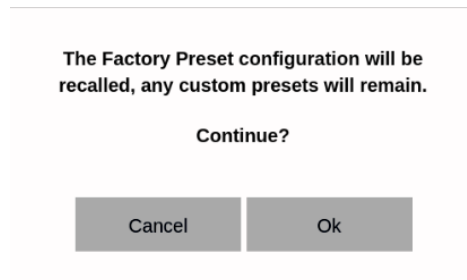 The Factory Preset configuration will be
recalled, any custom presets will remain.
Continue?
Cancel Ok